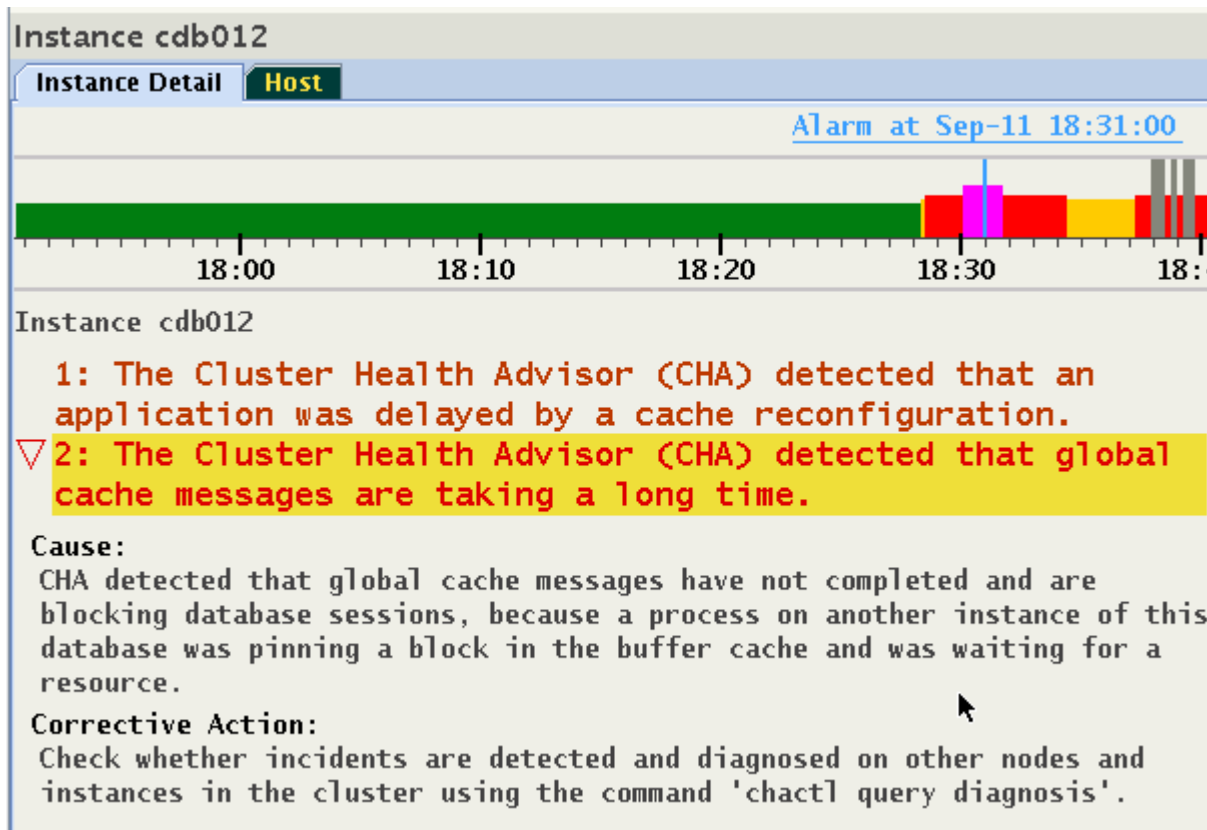 Instance cdb012
Instance Detail Host
Alarm at Sep-11 18:31:00
18:00 18:10 18:20 18:30 18:
Instance cdb012
1: The Cluster Health Advisor (CHA) detected that an
application was delayed by a cache reconfiguration.
2: The Cluster Health Advisor (CHA) detected that global
cache messages are taking a long time.
Cause:
CHA detected that global cache messages have not completed and are
blocking database sessions, because a process on another instance of this
database was pinning a block in the buffer cache and was waiting for a
resource.
Corrective Action:
Check whether incidents are detected and diagnosed on other nodes and
instances in the cluster using the command 'chactl query diagnosis'.